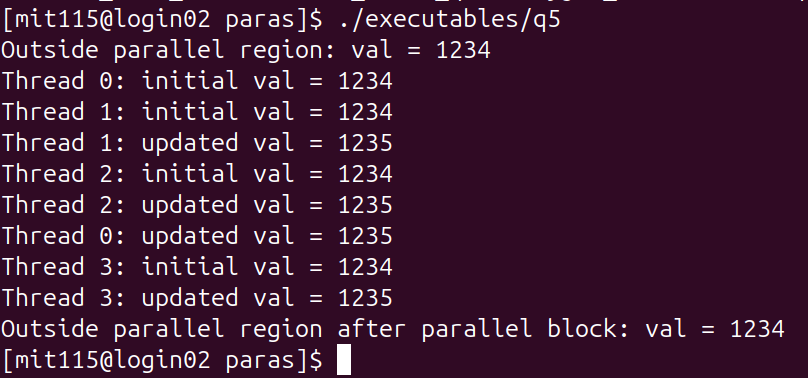 [mit115@login02 paras]$ ./executables/q5
Outside parallel region: val = 1234
Thread 0: initial val = 1234
Thread 1: initial val = 1234
Thread 1: updated val = 1235
Thread 2: initial val = 1234
Thread 2: updated val = 1235
Thread 0: updated val = 1235
Thread 3: initial val = 1234
Thread 3: updated val = 1235
Outside parallel region after parallel block: val = 1234
[mit115@login02 paras]$